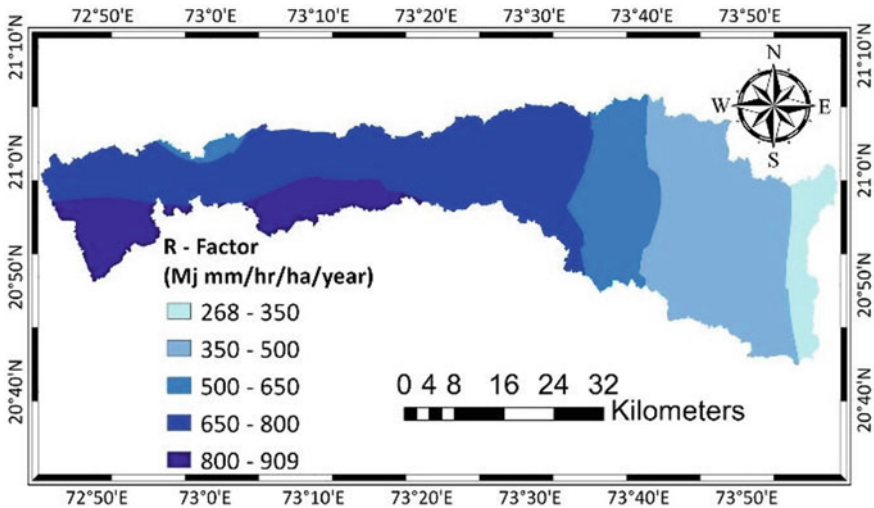 72°50'E 73°0'E 73°10'E 73°20'E 73°30'E 73°40'E 73°50'E
21°10'N 21°10'N
N
W E
S
21°0'N 21°0'N
R - Factor
(Mj mm/hr/ha/year)
20°50'N 20°50'N
268 - 350
350 - 500
500 - 650
650 - 800
800 - 909
0 4 8 16 24 32
Kilometers
20°40'N 20°40'N
72°50'E 73°0'E 73°10'E 73°20'E 73°30'E 73°40'E 73°50'E